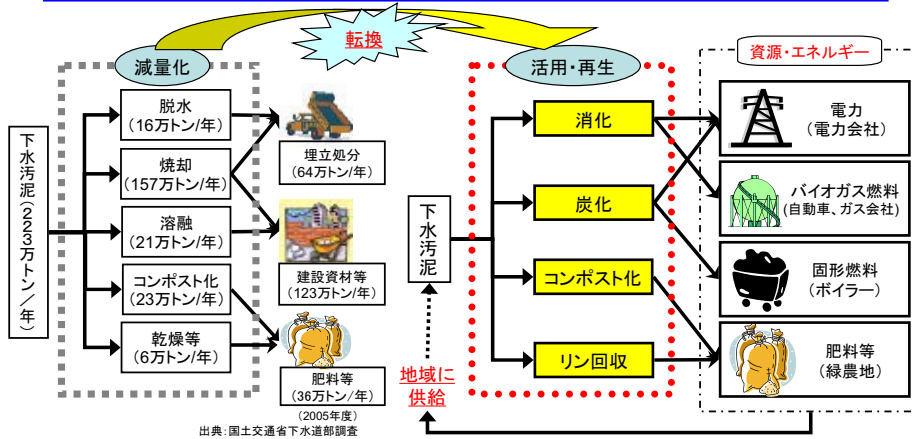 転換
減量化
下水汚泥(223万トン/年)
脱水
(16万トン/年)
焼却
(157万トン/年)
溶融
(21万トン/年)
コンポスト化
(23万トン/年)
乾燥等
(6万トン/年)
埋立処分
(64万トン/年)
建設資材等
(123万トン/年)
肥料等
(36万トン/年)
(2005年度)
出典:国土交通省下水道部調査
活用・再生
下水汚泥
地域に
供給
消化
炭化
コンポスト化
リン回収
資源・エネルギー
電力
(電力会社)
バイオガス燃料
(自動車、ガス会社)
固形燃料
(ボイラー)
肥料等
(緑農地)